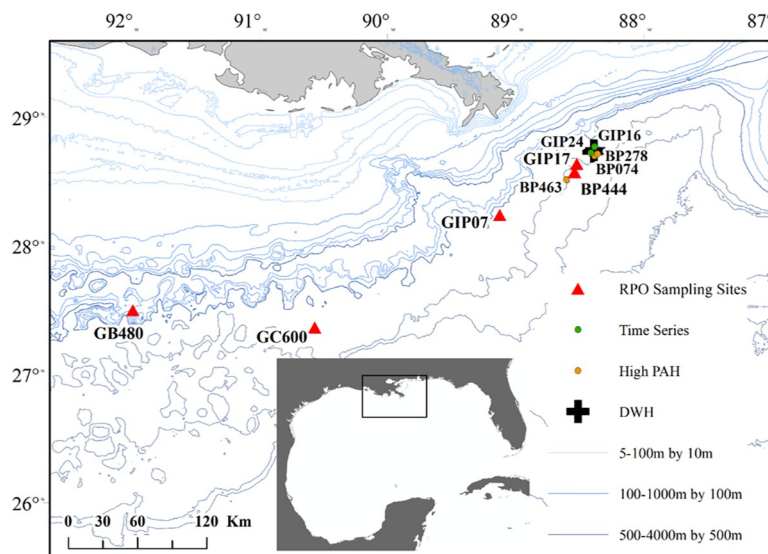 92° 91° 90° 89° 88° 87°
29°
28°
27°
26°
GIP24 GIP16
GIP17 BP278
BP074
BP463 BP444
GIP07
GB480
GC600
RPO Sampling Sites
Time Series
High PAH
DWH
5-100m by 10m
100-1000m by 100m
500-4000m by 500m
0 30 60 120 Km